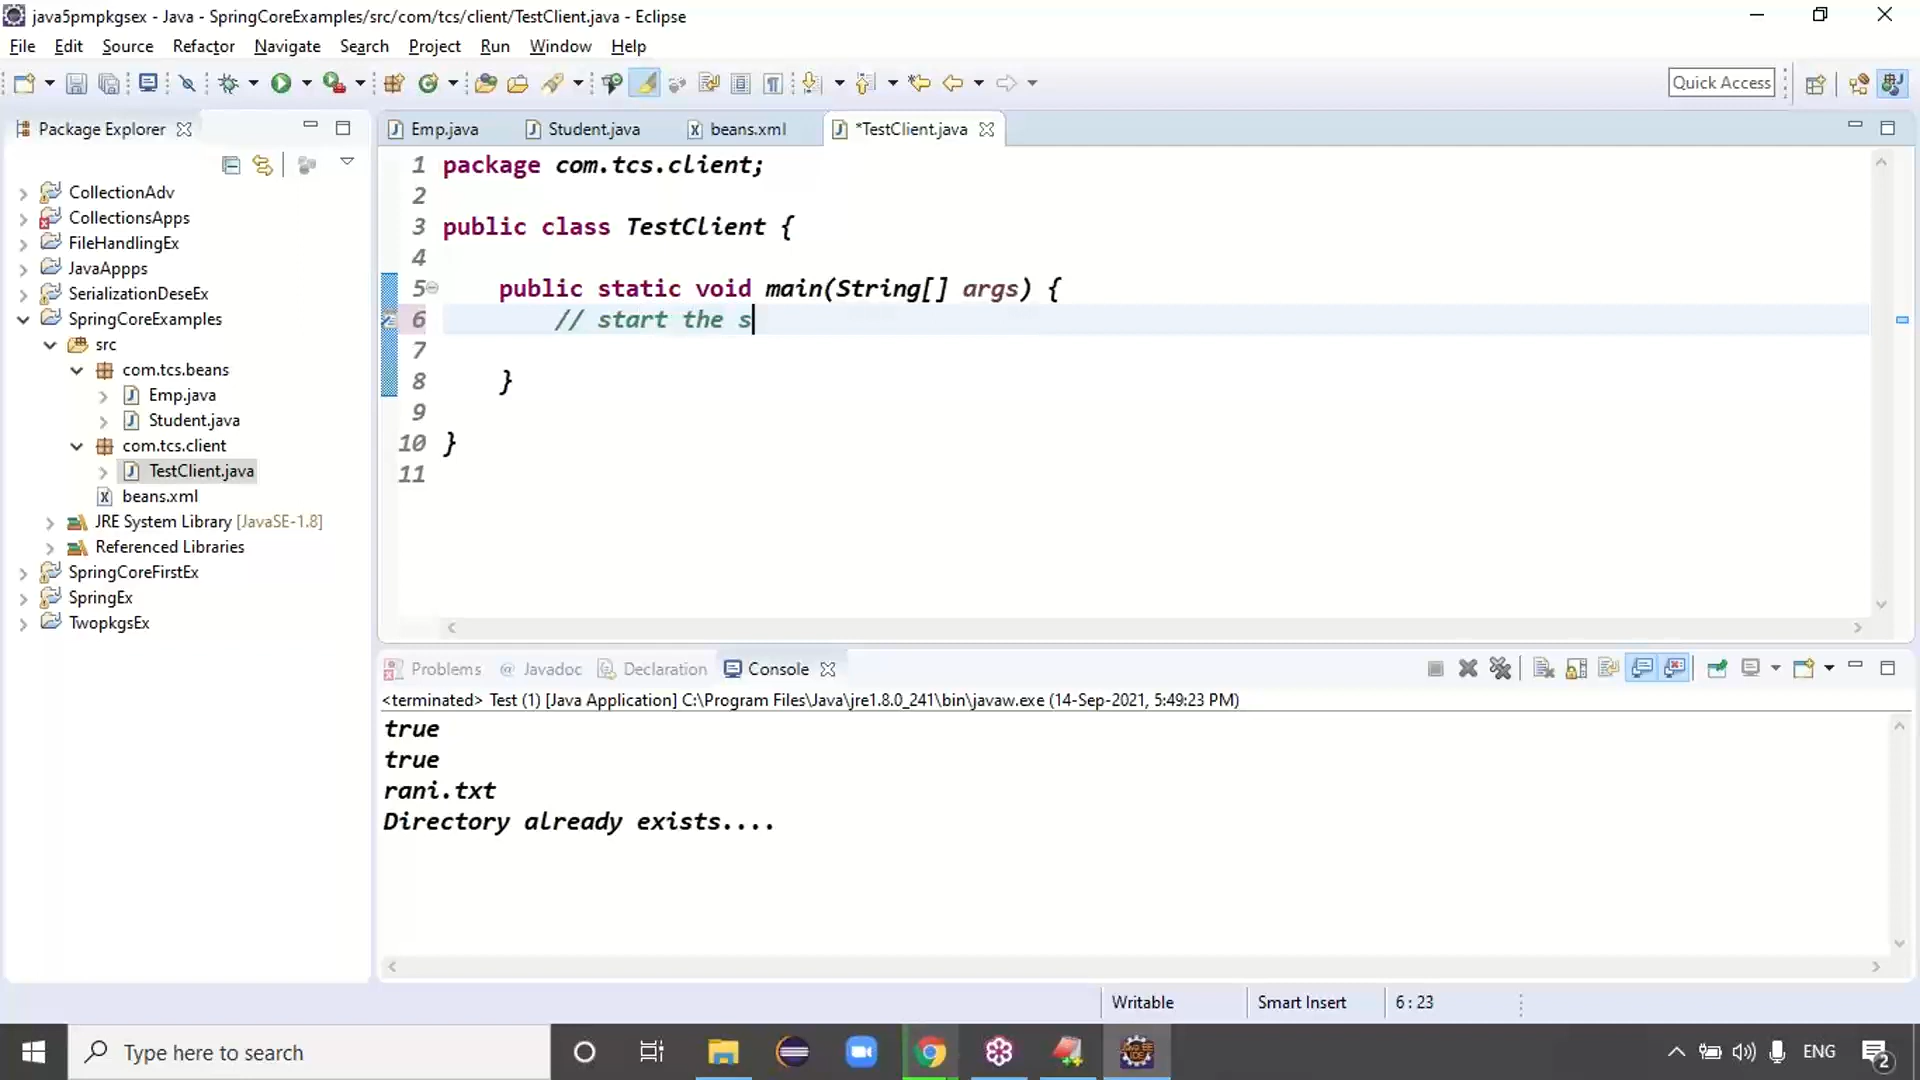 java5pmpkgsex - Java - SpringCoreExamples/src/com/tcs/client/TestClient.java - Eclipse
File Edit Source Refactor Navigate Search Project Run Window Help
Quick Access
Package Explorer
Emp.java Student.java beans.xml *TestClient.java
CollectionAdv
CollectionsApps
FileHandlingEx
JavaAppps
SerializationDeseEx
SpringCoreExamples
src
com.tcs.beans
Emp.java
Student.java
com.tcs.client
TestClient.java
beans.xml
JRE System Library [JavaSE-1.8]
Referenced Libraries
SpringCoreFirstEx
SpringEx
TwopkgsEx
1 package com.tcs.client;
2
3 public class TestClient {
4
5 public static void main(String[] args) {
6 // start the s
7
8 }
9
10 }
11
Problems Javadoc Declaration Console
<terminated> Test (1) [Java Application] C:\Program Files\Java\jre1.8.0_241\bin\javaw.exe (14-Sep-2021, 5:49:23 PM)
true
true
rani.txt
Directory already exists....
Writable Smart Insert 6 : 23
Type here to search
ENG
2